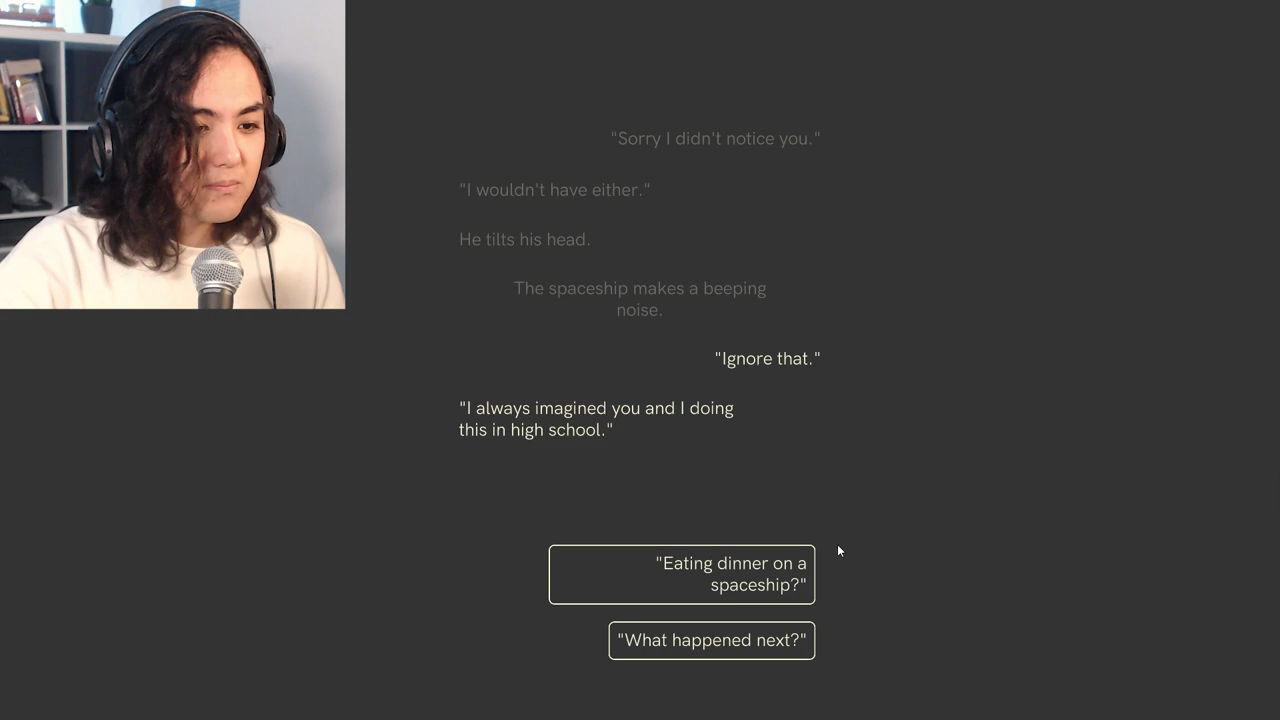 "Sorry I didn't notice you."
"I wouldn't have either."
He tilts his head.
The spaceship makes a beeping
noise.
"Ignore that."
"I always imagined you and I doing
this in high school."
"Eating dinner on a
spaceship?"
"What happened next?"